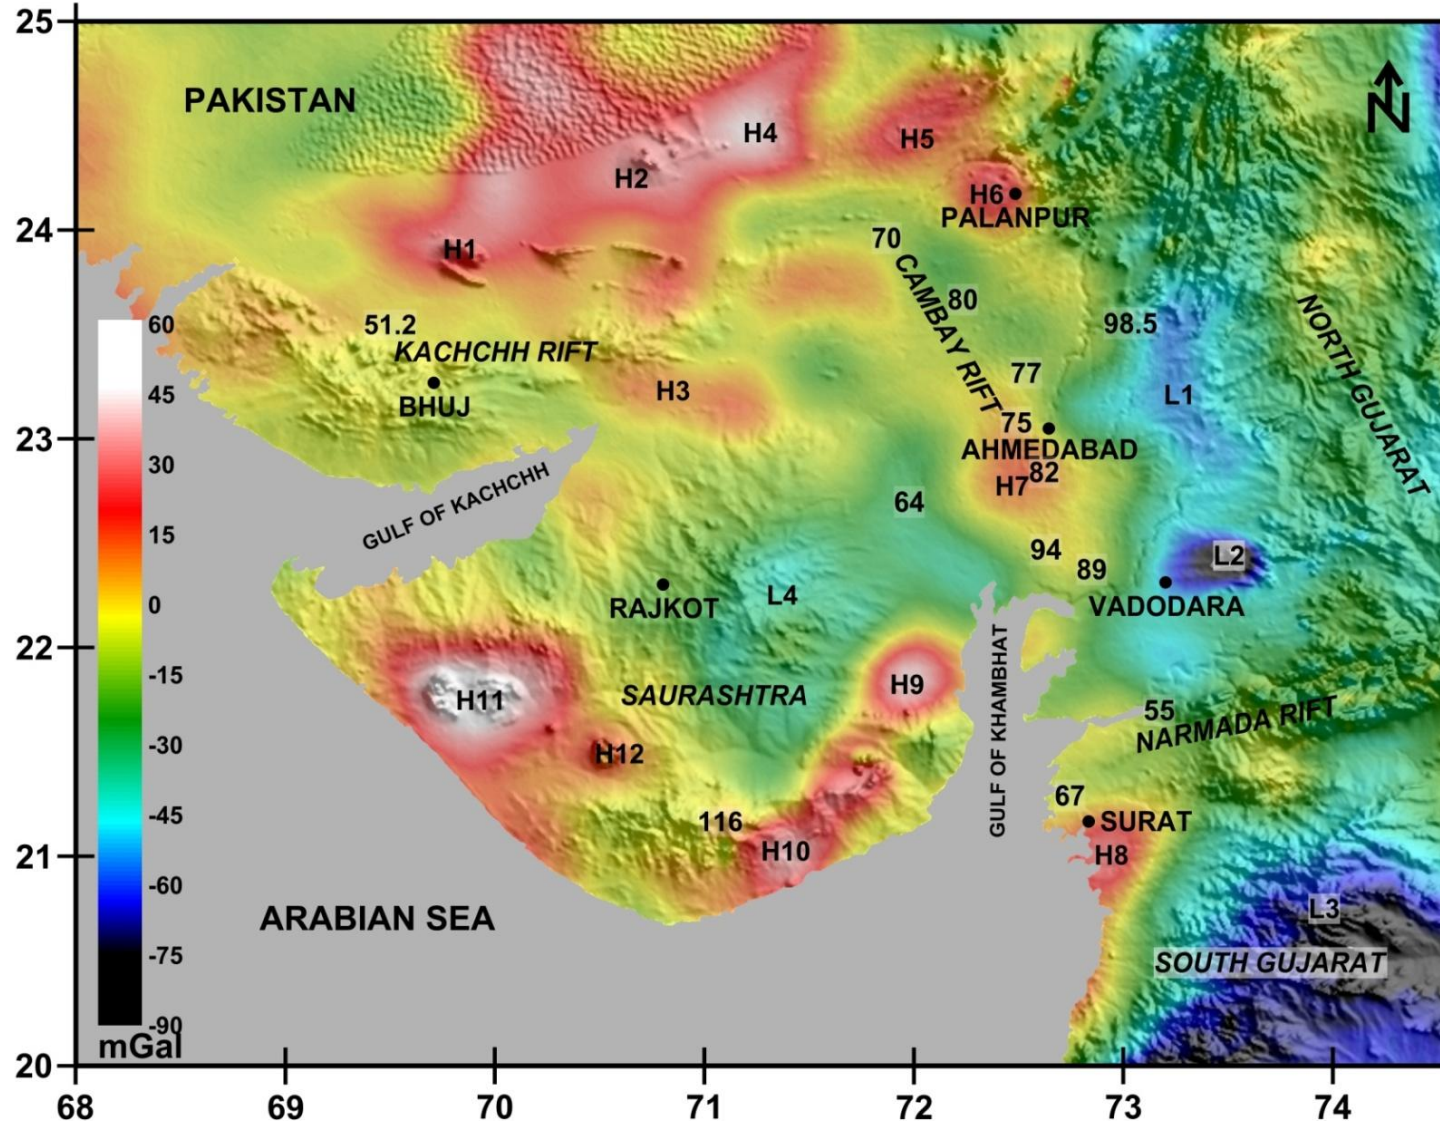 25
PAKISTAN
N
H4
H5
H2
H6
PALANPUR
24
70
H1
CAMBAY RIFT
80
60
51.2
98.5
NORTH GUJARAT
KACHCHH RIFT
77
45
BHUJ
H3
L1
75
23
AHMEDABAD
30
82
H7
GULF OF KACHCHH
64
15
94
L2
89
0
RAJKOT
L4
VADODARA
22
-15
H11
SAURASHTRA
H9
GULF OF KHAMBHAT
55
NARMADA RIFT
-30
H12
67
-45
116
SURAT
21
H10
H8
-60
ARABIAN SEA
L3
-75
SOUTH GUJARAT
-90
mGal
20
68
69
70
71
72
73
74